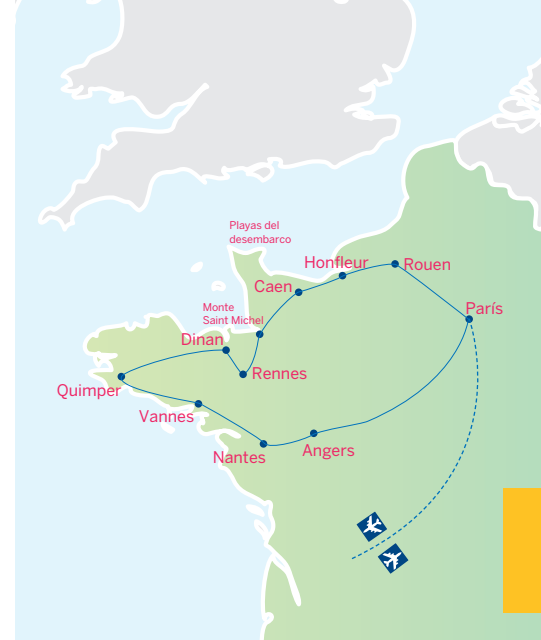 Playas del
desembarco
Honfleur
Rouen
Caen
París
Monte
Saint Michel
Dinan
Rennes
Quimper
Vannes
Nantes
Angers